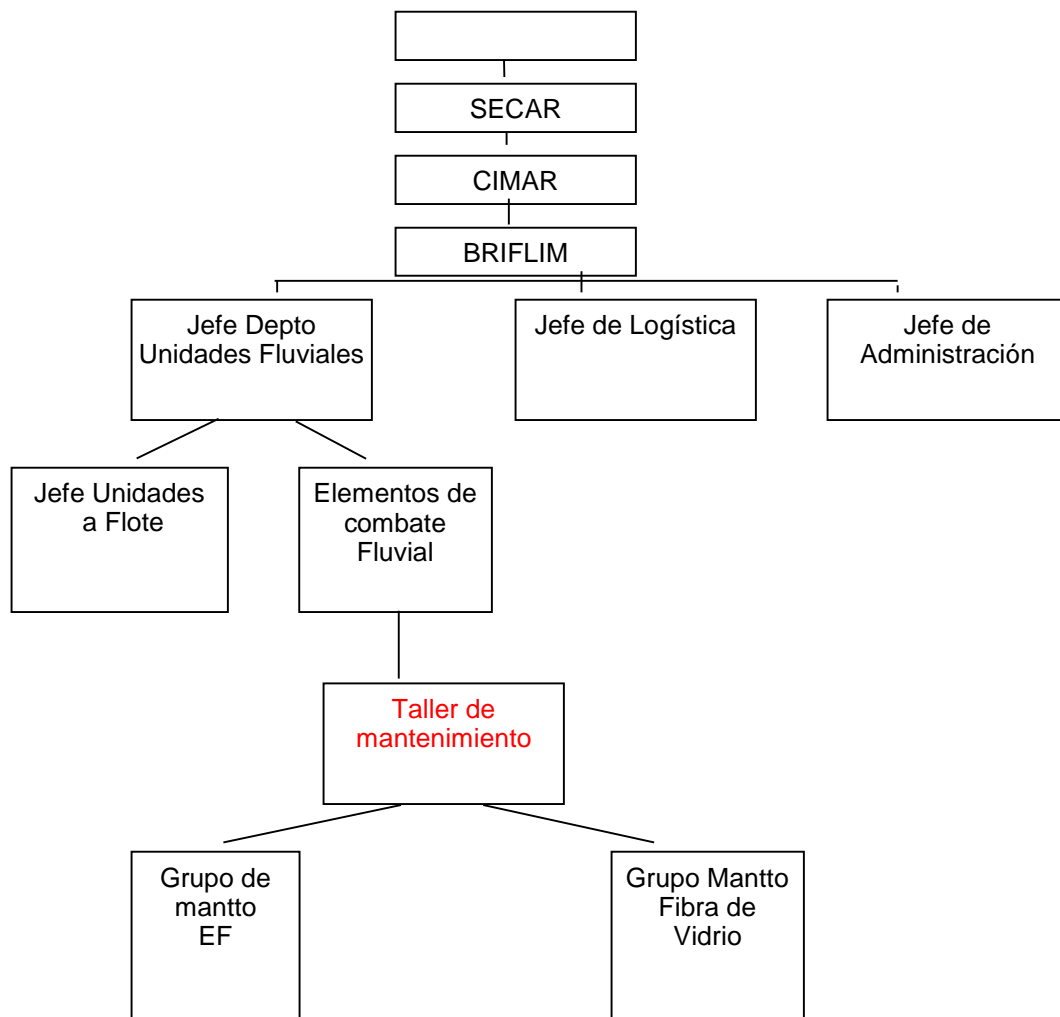 SECAR
CIMAR
BRIFLIM
Jefe Depto
Unidades Fluviales
Jefe de Logística
Jefe de
Administración
Jefe Unidades
a Flote
Elementos de
combate
Fluvial
Taller de
mantenimiento
Grupo de
mantto
EF
Grupo Mantto
Fibra de
Vidrio